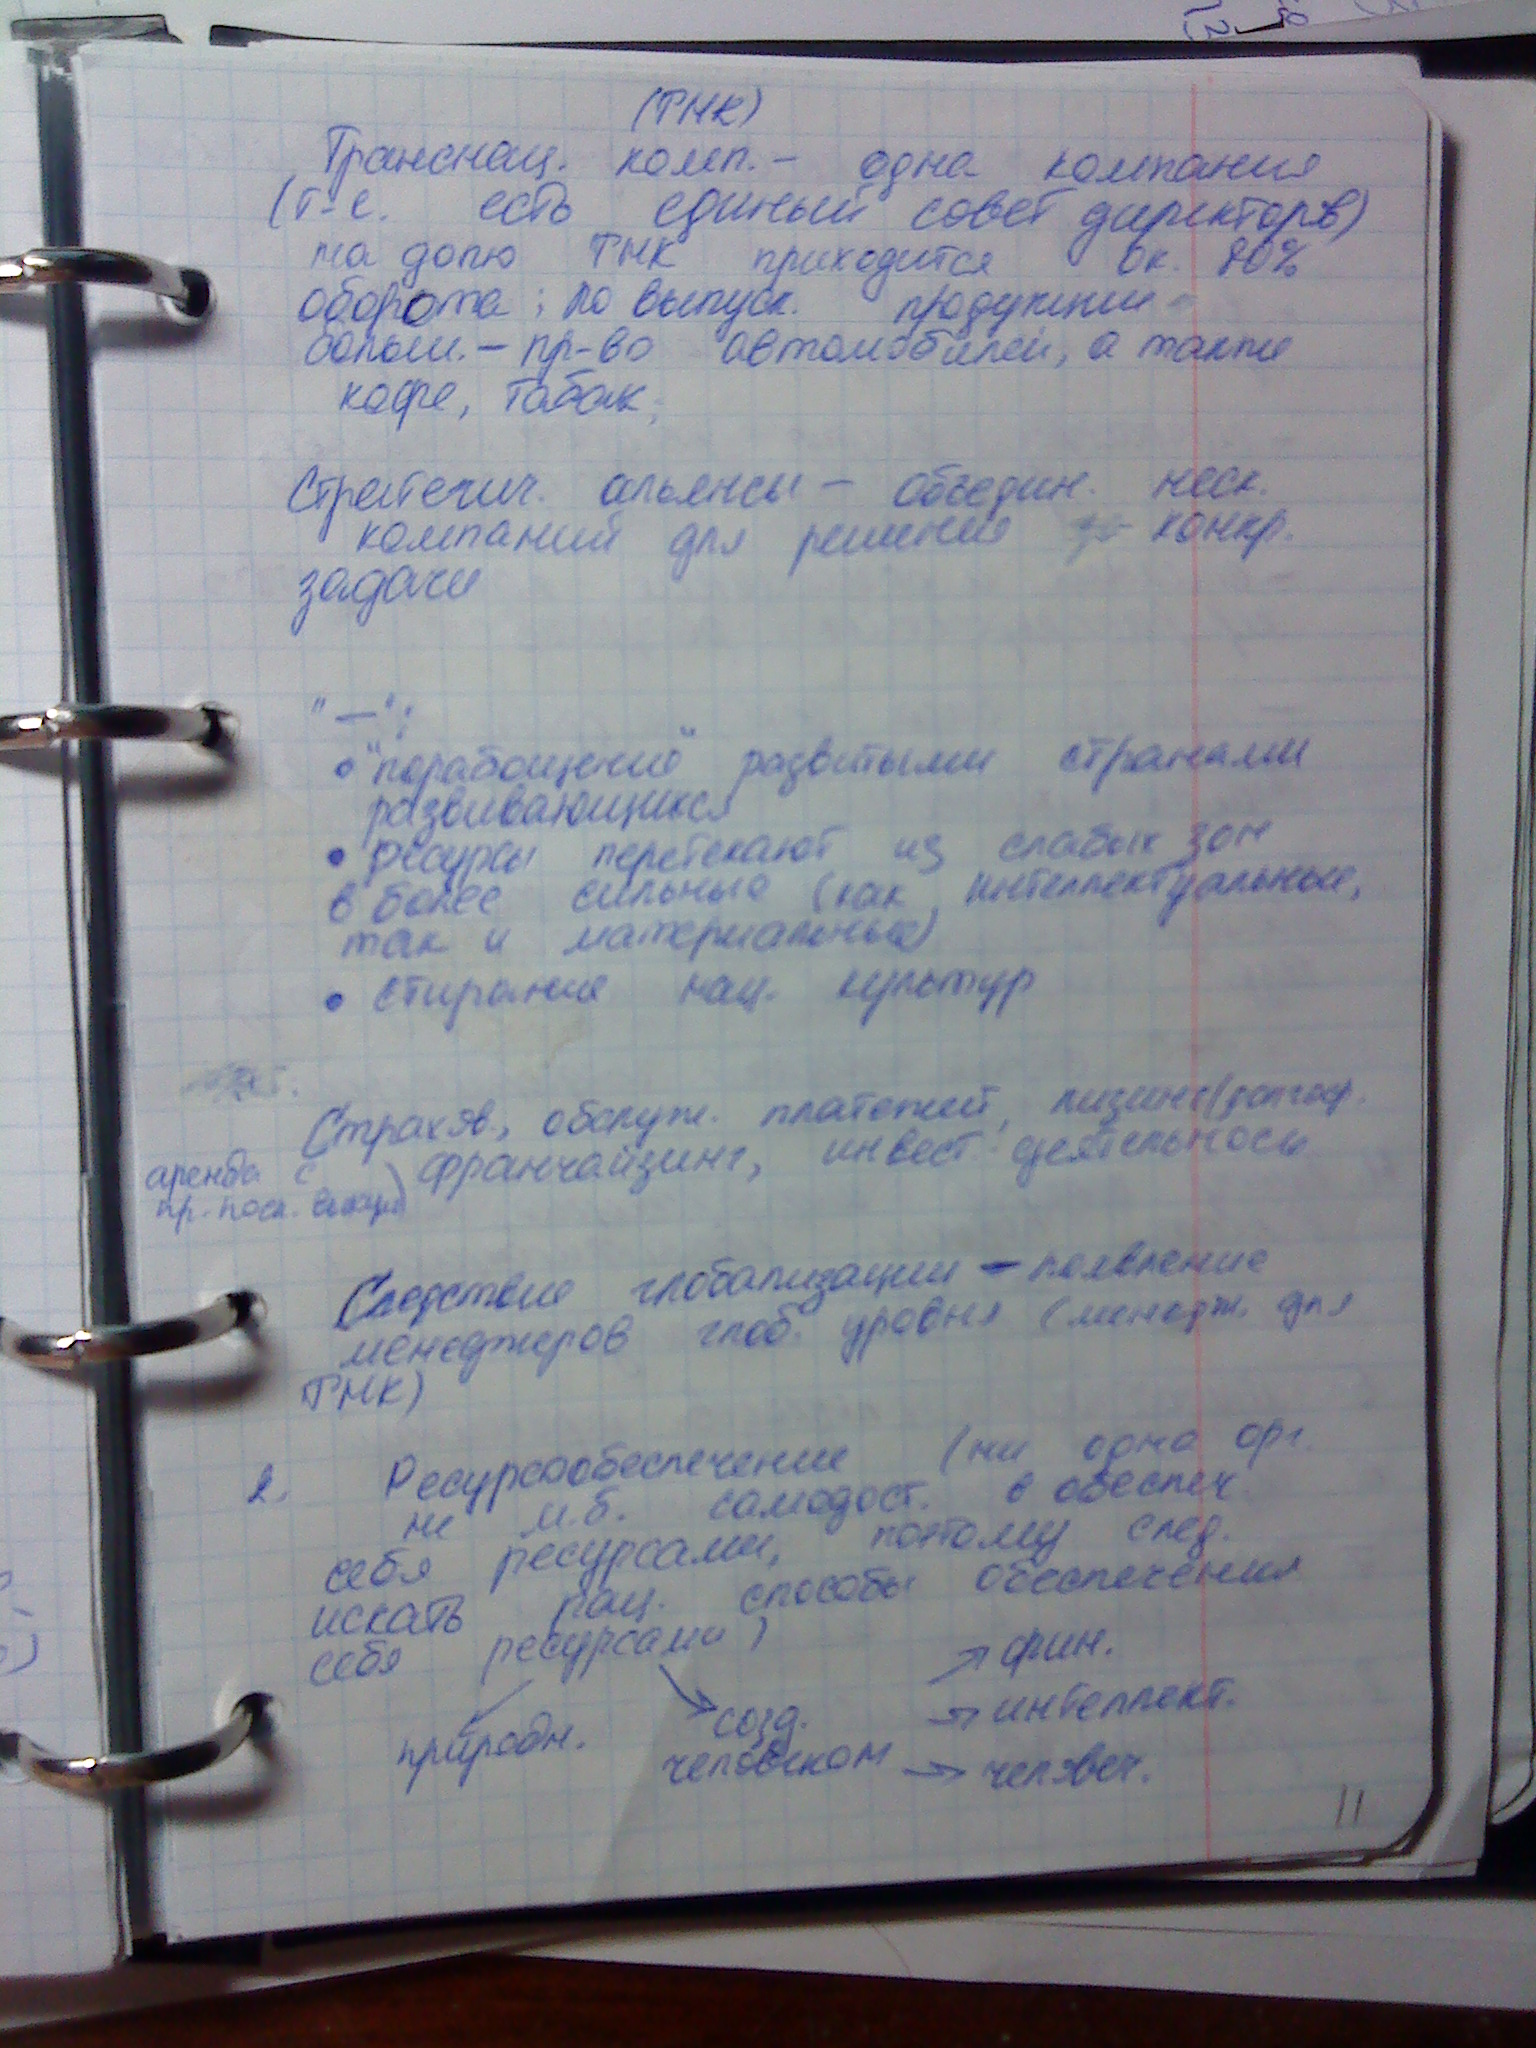 (ТНК)
Транснац. комп. – одна компания
(т-е. есть единый совет директоров)
на долю ТНК приходится ок. 80%
оборота; по выпуск. продукции
больш. – пр-во автомобилей, а также
кофе, табак;
Стратегич. альянсы – объедин. неск.
компаний для решения конкр.
задачи
"—":
• "порабощение" развитыми странами
развивающихся
• ресурсы перетекают из слабых зон
в более сильные (как интеллектуальные,
так и материальные)
• стирание нац. культур
Страхов., обслуж. платежей, лизинг (долгоср.
аренда с
пр. посл. выкупа) франчайзинг, инвест. деятельность
Следствие глобализации – появление
менеджеров глоб. уровня (менедж. для
ТНК)
2. Ресурсообеспечение (ни одна орг.
не м.б. самодост. в обеспеч.
себя ресурсами, поэтому след.
искать рац. способы обеспечения
себя ресурсами)
→ фин.
природн. созд. → интеллект.
человеком → человеч.
11